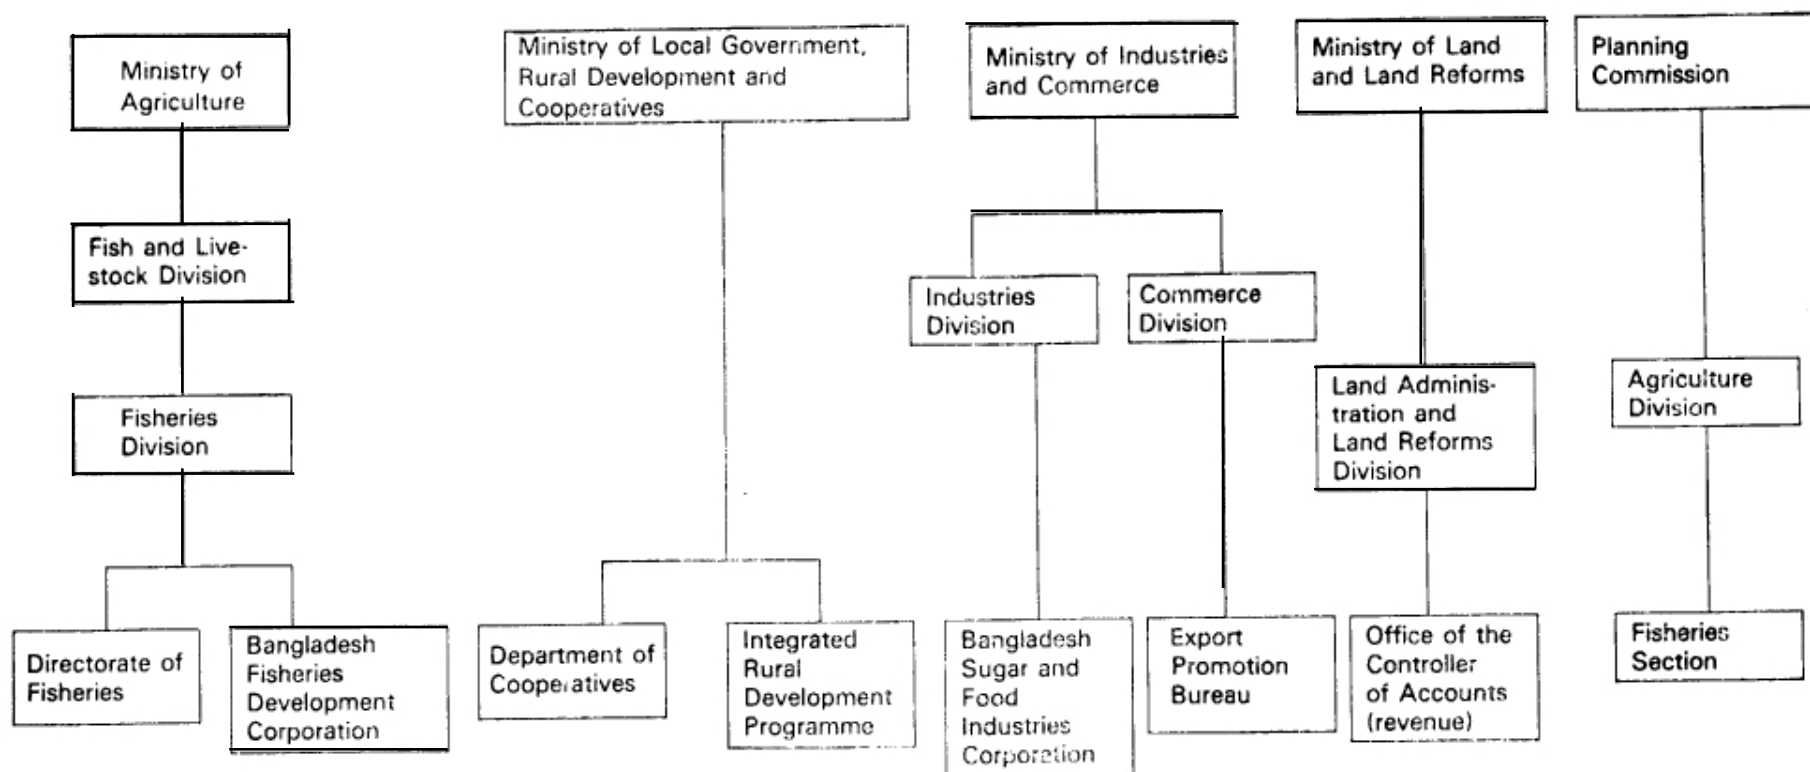 Ministry of
Agriculture
Ministry of Local Government,
Rural Development and
Cooperatives
Ministry of Industries
and Commerce
Ministry of Land
and Land Reforms
Planning
Commission
Fish and Live-
stock Division
Industries
Division
Commerce
Division
Land Adminis-
tration and
Land Reforms
Division
Agriculture
Division
Fisheries
Division
Directorate of
Fisheries
Bangladesh
Fisheries
Development
Corporation
Department of
Cooperatives
Integrated
Rural
Development
Programme
Bangladesh
Sugar and
Food
Industries
Corporation
Export
Promotion
Bureau
Office of the
Controller
of Accounts
(revenue)
Fisheries
Section